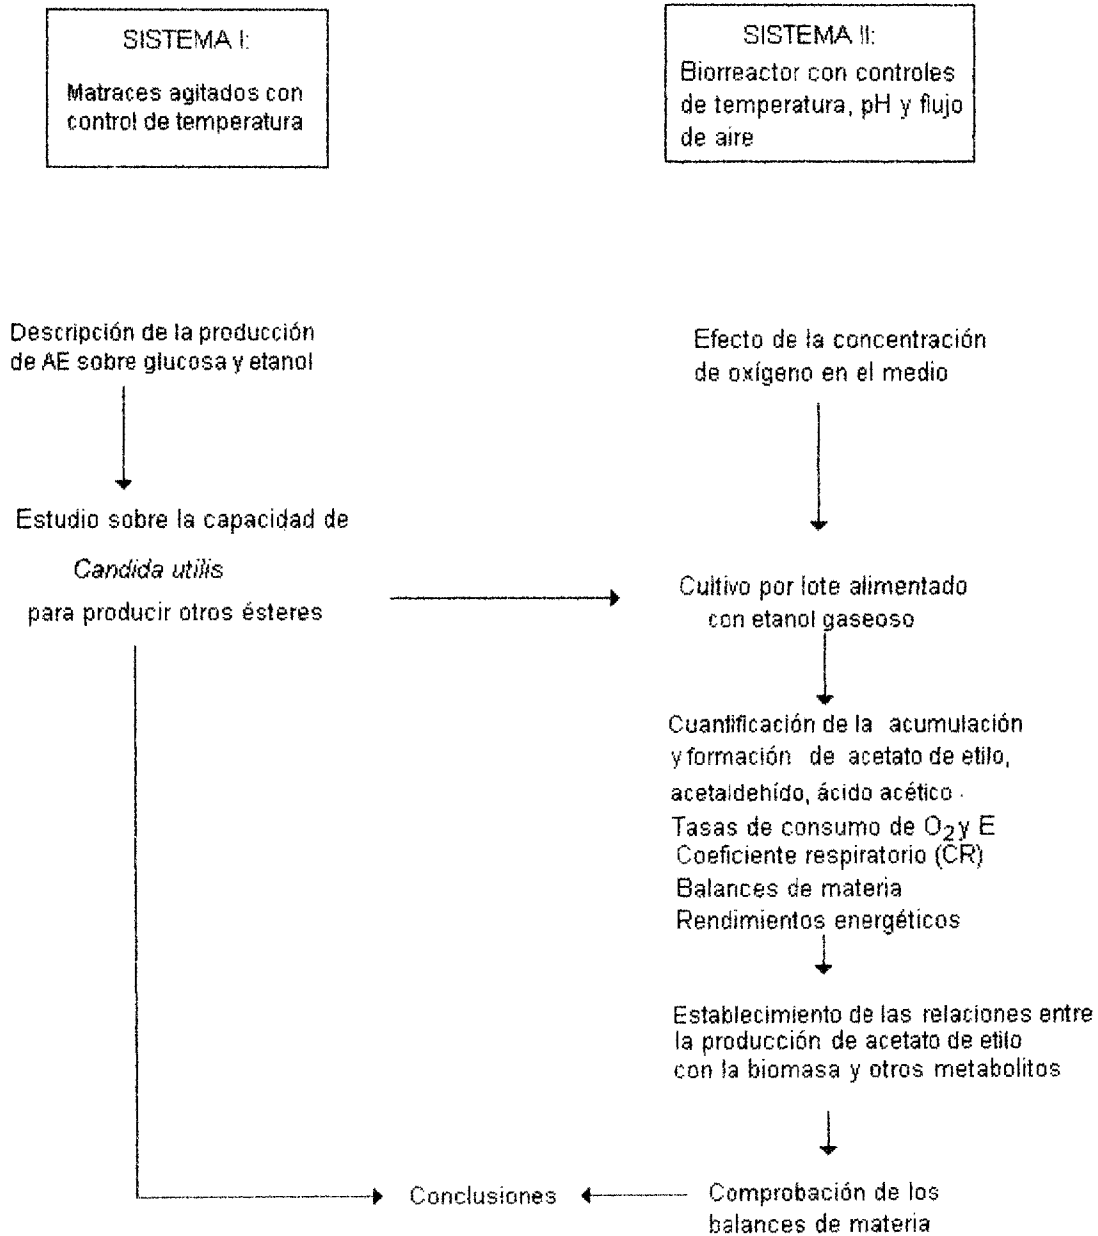 SISTEMA I:
Matraces agitados con
control de temperatura
SISTEMA II:
Biorreactor con controles
de temperatura, pH y flujo
de aire
Descripción de la producción
de AE sobre glucosa y etanol
Estudio sobre la capacidad de
Candida utilis
para producir otros ésteres
Efecto de la concentración
de oxígeno en el medio
Cultivo por lote alimentado
con etanol gaseoso
Cuantificación de la acumulación
y formación de acetato de etilo,
acetaldehído, ácido acético
Tasas de consumo de O2 y E
Coeficiente respiratorio (CR)
Balances de materia
Rendimientos energéticos
Establecimiento de las relaciones entre
la producción de acetato de etilo
con la biomasa y otros metabolitos
Conclusiones
Comprobación de los
balances de materia